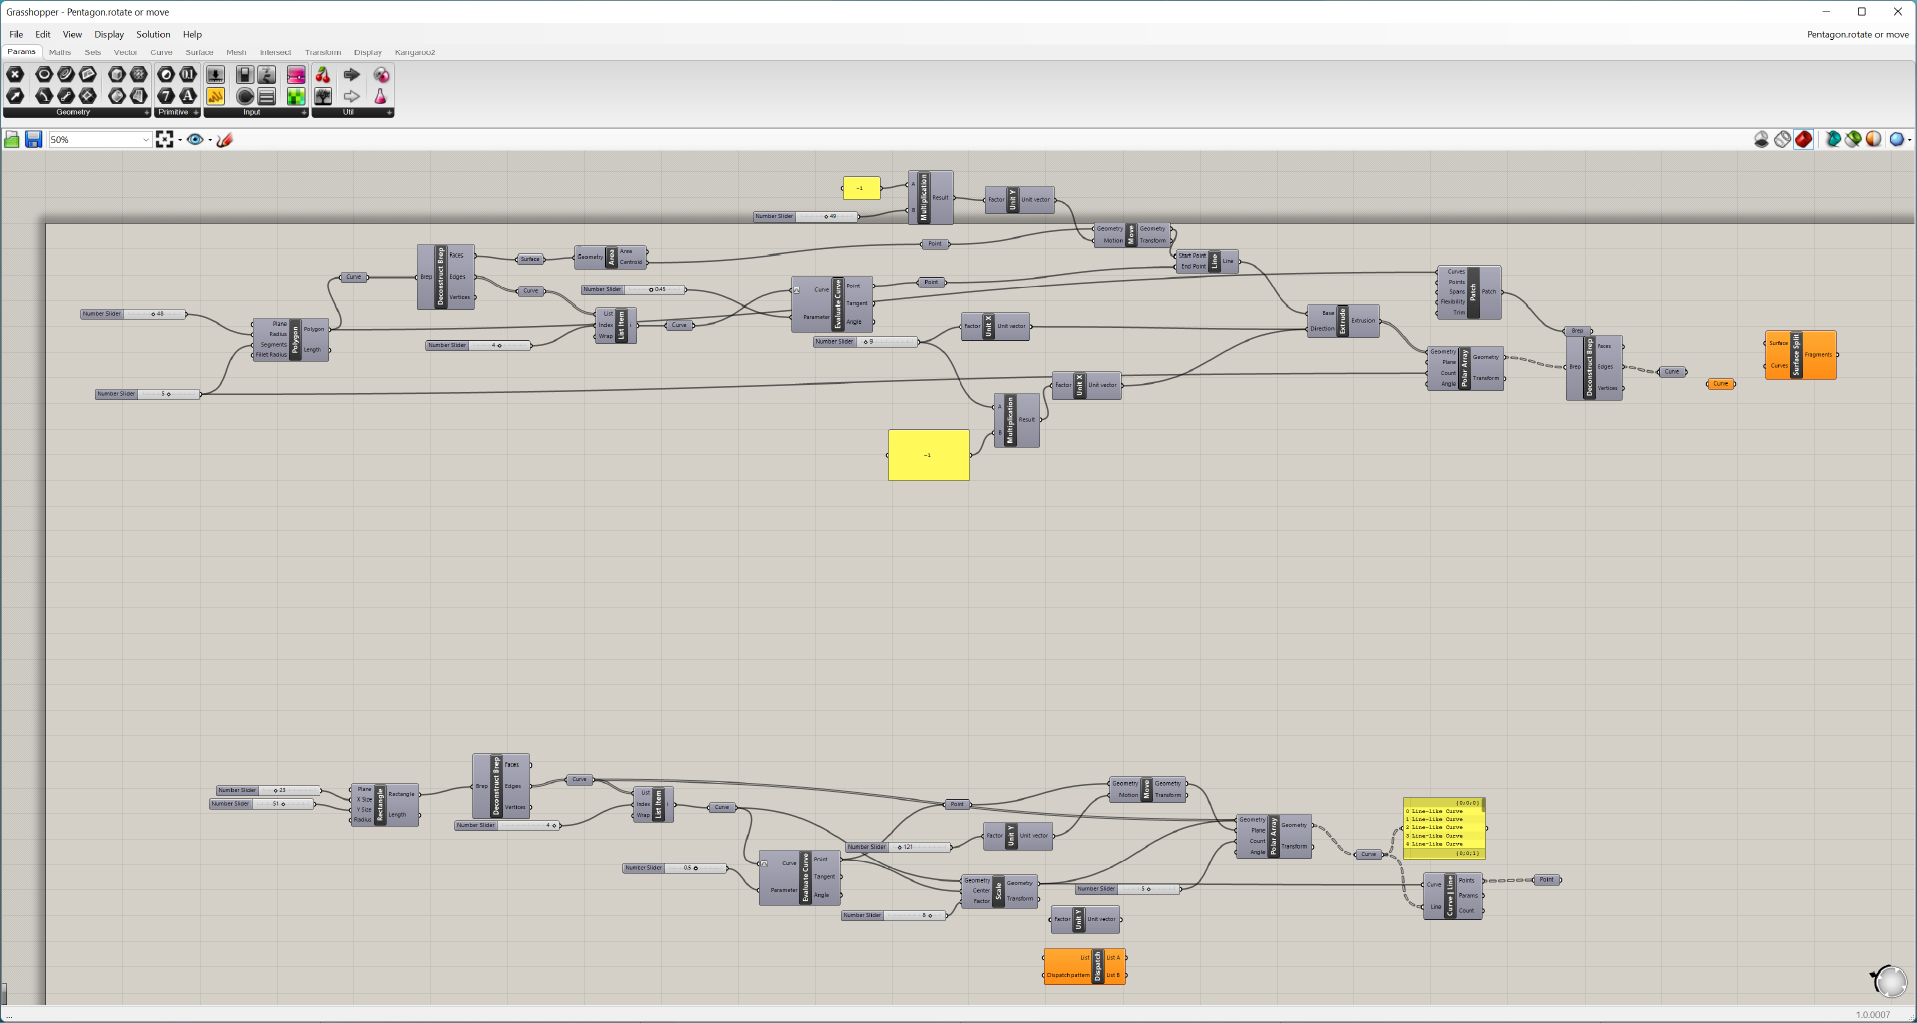 Grasshopper - Pentagon.rotate or move
File Edit View Display Solution Help
Pentagon.rotate or move
Params Maths Sets Vector Curve Surface Mesh Intersect Transform Display Kangaroo2
Geometry Primitive Input Util
50%
-1
A
B
Multiplication
Result
Number Slider 49
Factor Unit Y Unit vector
Geometry
Motion
Move
Geometry
Transform
Point
Start Point
End Point
Line
Line
Brep
Deconstruct Brep
Faces
Edges
Vertices
Surface
Geometry
Area
Area
Centroid
Curve
Curve
Number Slider 0.45
Number Slider 48
Plane
Radius
Segments
Fillet Radius
Polygon
Polygon
Length
Number Slider 4
List
Index
Wrap
List Item
i
Curve
Curve
Parameter
Evaluate Curve
Point
Tangent
Angle
Point
Number Slider 9
Factor Unit X Unit vector
Number Slider 5
Factor Unit X Unit vector
A
B
Multiplication
Result
-1
Base
Direction
Extrude
Extrusion
Curves
Points
Spans
Flexibility
Trim
Patch
Patch
Geometry
Plane
Count
Angle
Polar Array
Geometry
Transform
Brep
Brep
Deconstruct Brep
Faces
Edges
Vertices
Curve
Curve
Surface
Curves
Surface Split
Fragments
Number Slider 23
Number Slider 51
Plane
X Size
Y Size
Radius
Rectangle
Rectangle
Length
Brep
Deconstruct Brep
Faces
Edges
Vertices
Curve
Number Slider 4
List
Index
Wrap
List Item
i
Curve
Number Slider 0.5
Curve
Parameter
Evaluate Curve
Point
Tangent
Angle
Number Slider 121
Number Slider 8
Point
Factor Unit Y Unit vector
Geometry
Center
Factor
Scale
Geometry
Transform
Geometry
Motion
Move
Geometry
Transform
Number Slider 5
Factor Unit Y Unit vector
List
Dispatch pattern
Dispatch
List A
List B
Geometry
Plane
Count
Angle
Polar Array
Geometry
Transform
Curve
{0;0;0}
0 Line-like Curve
1 Line-like Curve
2 Line-like Curve
3 Line-like Curve
4 Line-like Curve
{0;0;1}
Curve
Line
Curve | Line
Points
Params
Count
Point
...
1.0.0007